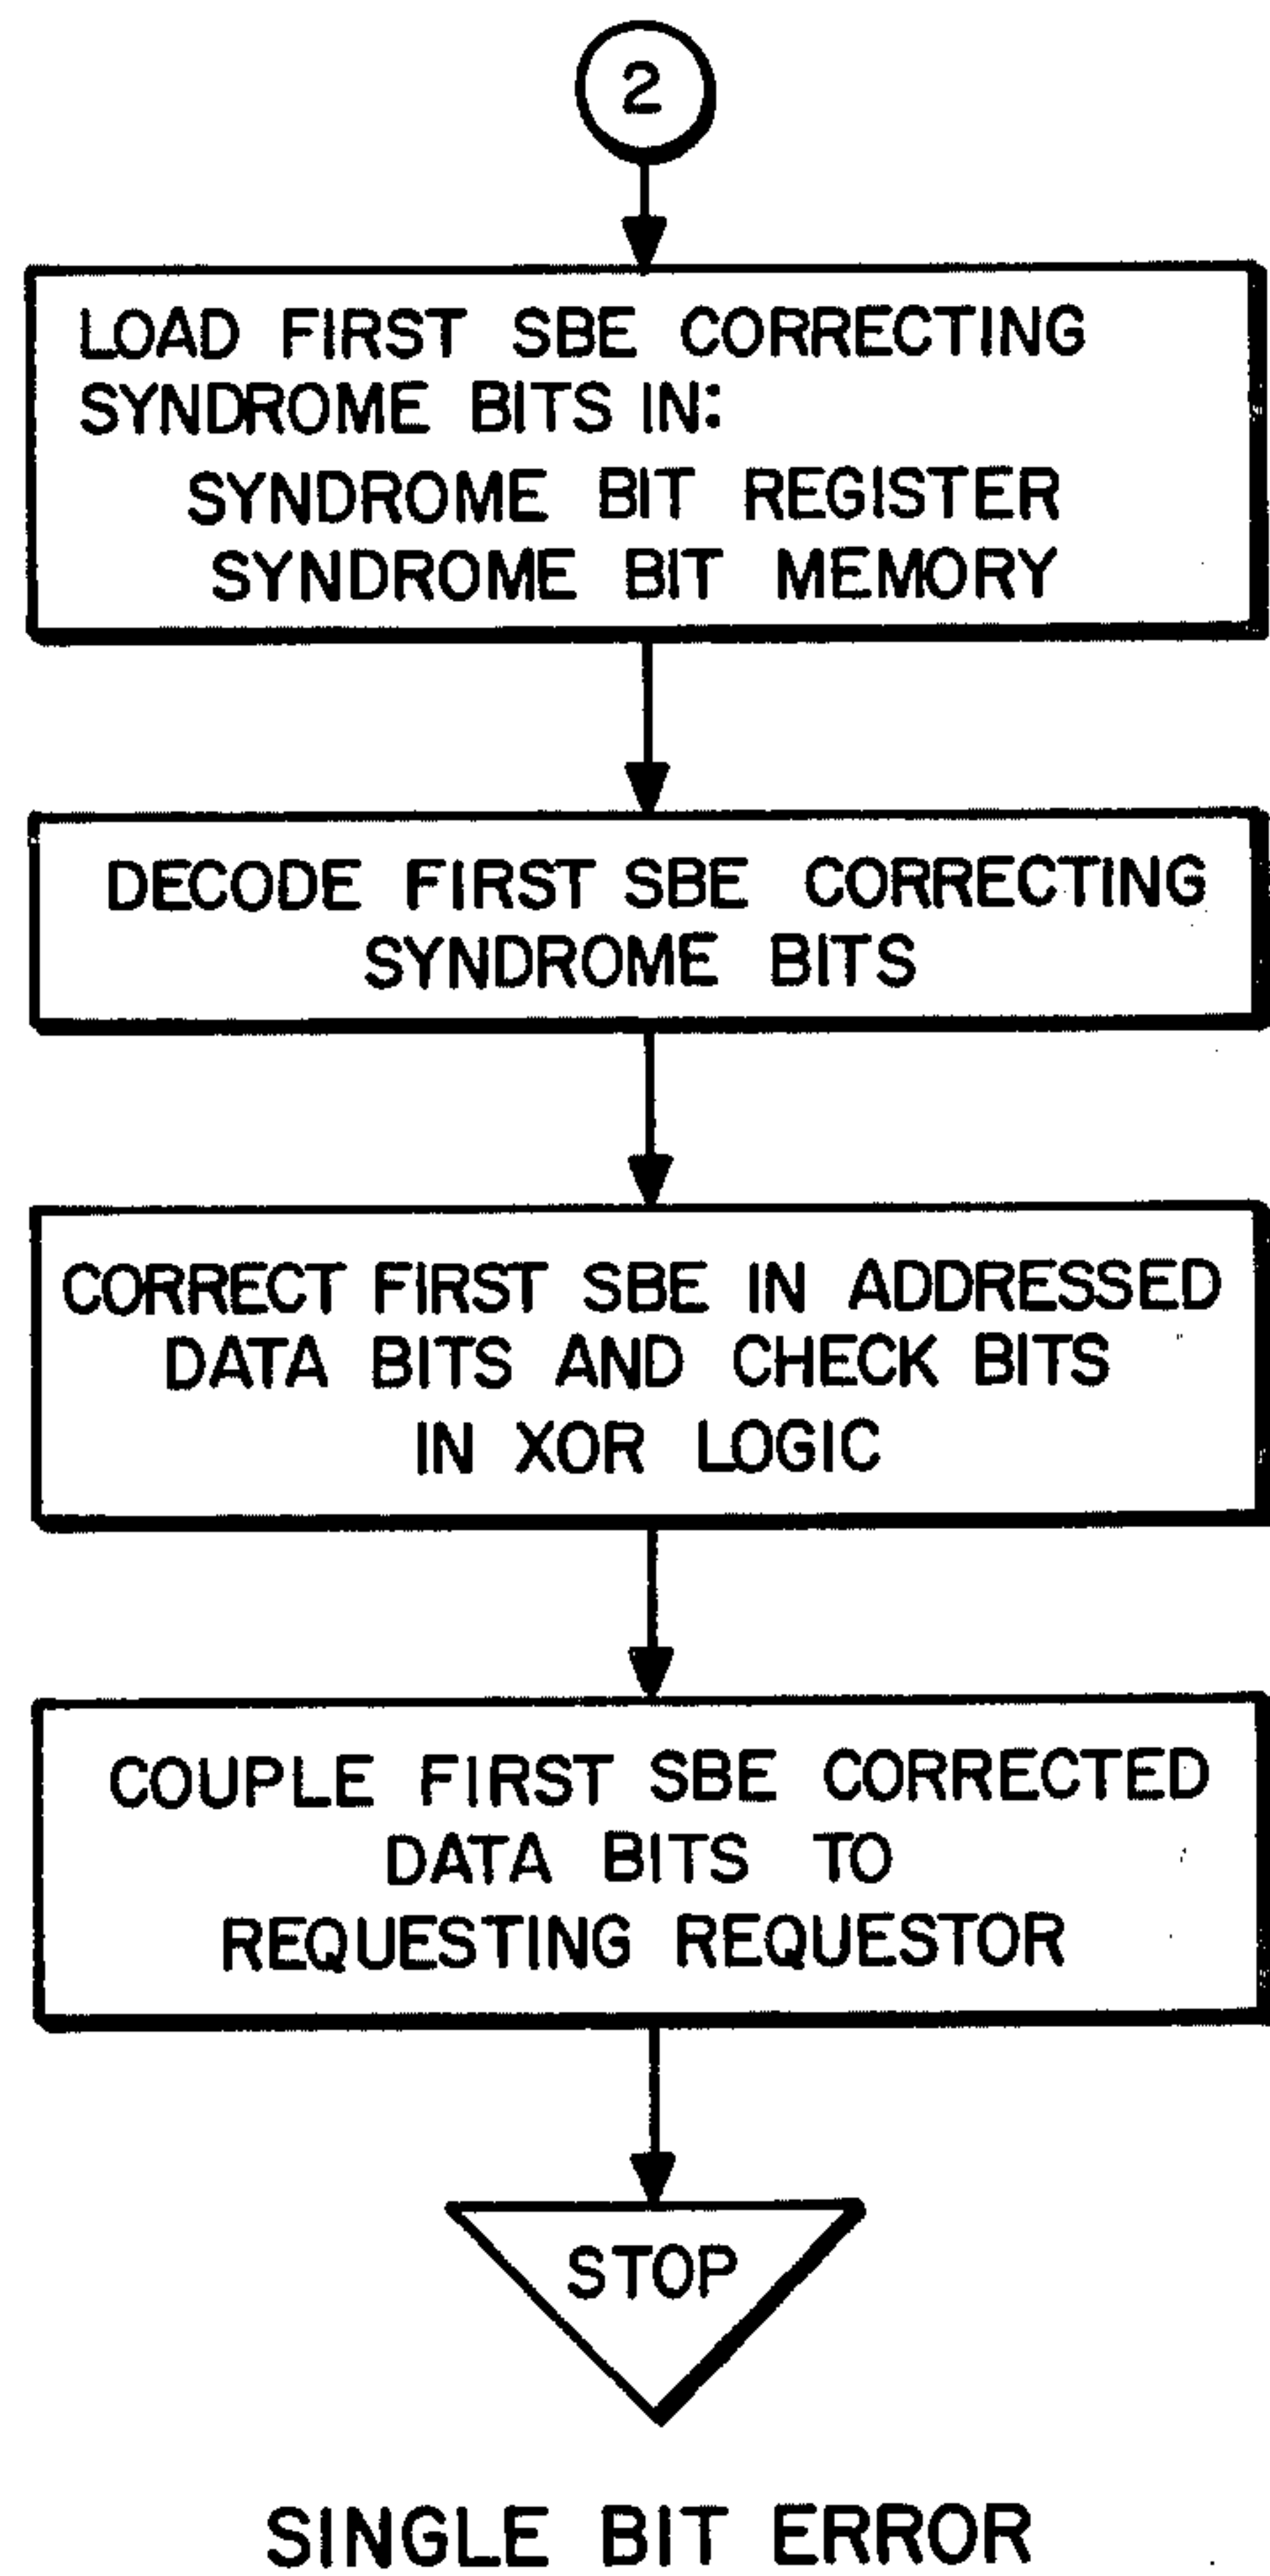 2
LOAD FIRST SBE CORRECTING
SYNDROME BITS IN:
SYNDROME BIT REGISTER
SYNDROME BIT MEMORY
DECODE FIRST SBE CORRECTING
SYNDROME BITS
CORRECT FIRST SBE IN ADDRESSED
DATA BITS AND CHECK BITS
IN XOR LOGIC
COUPLE FIRST SBE CORRECTED
DATA BITS TO
REQUESTING REQUESTOR
STOP
SINGLE BIT ERROR